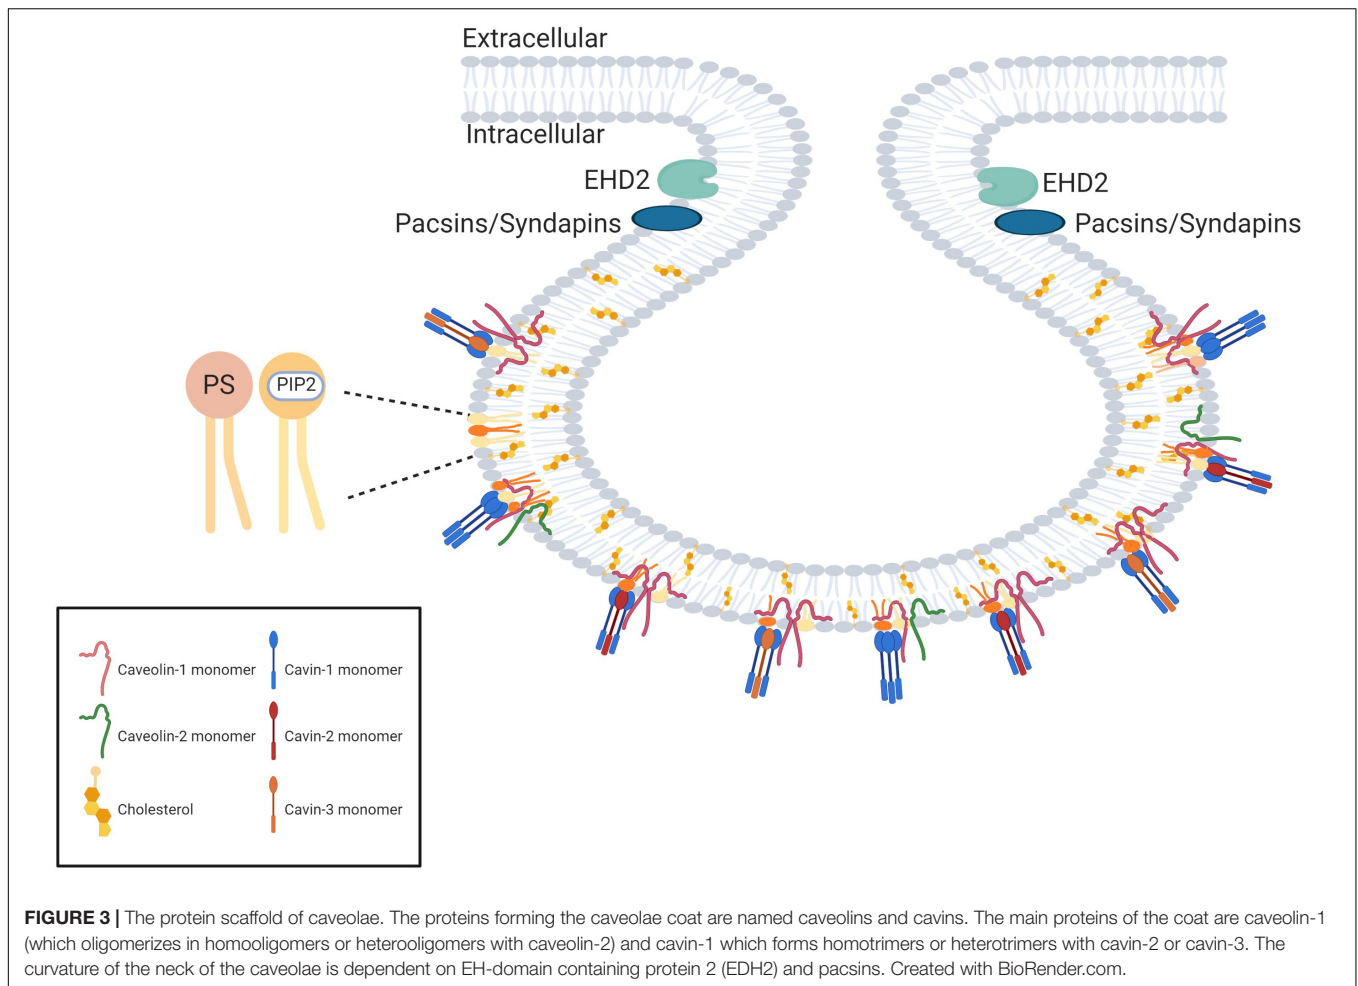 Extracellular
Intracellular
EHD2
EHD2
Pacsins/Syndapins
Pacsins/Syndapins
PS
PIP2
Caveolin-1 monomer
Cavin-1 monomer
Caveolin-2 monomer
Cavin-2 monomer
Cholesterol
Cavin-3 monomer
FIGURE 3 | The protein scaffold of caveolae. The proteins forming the caveolae coat are named caveolins and cavins. The main proteins of the coat are caveolin-1
(which oligomerizes in homooligomers or heterooligomers with caveolin-2) and cavin-1 which forms homotrimers or heterotrimers with cavin-2 or cavin-3. The
curvature of the neck of the caveolae is dependent on EH-domain containing protein 2 (EDH2) and pacsins. Created with BioRender.com.